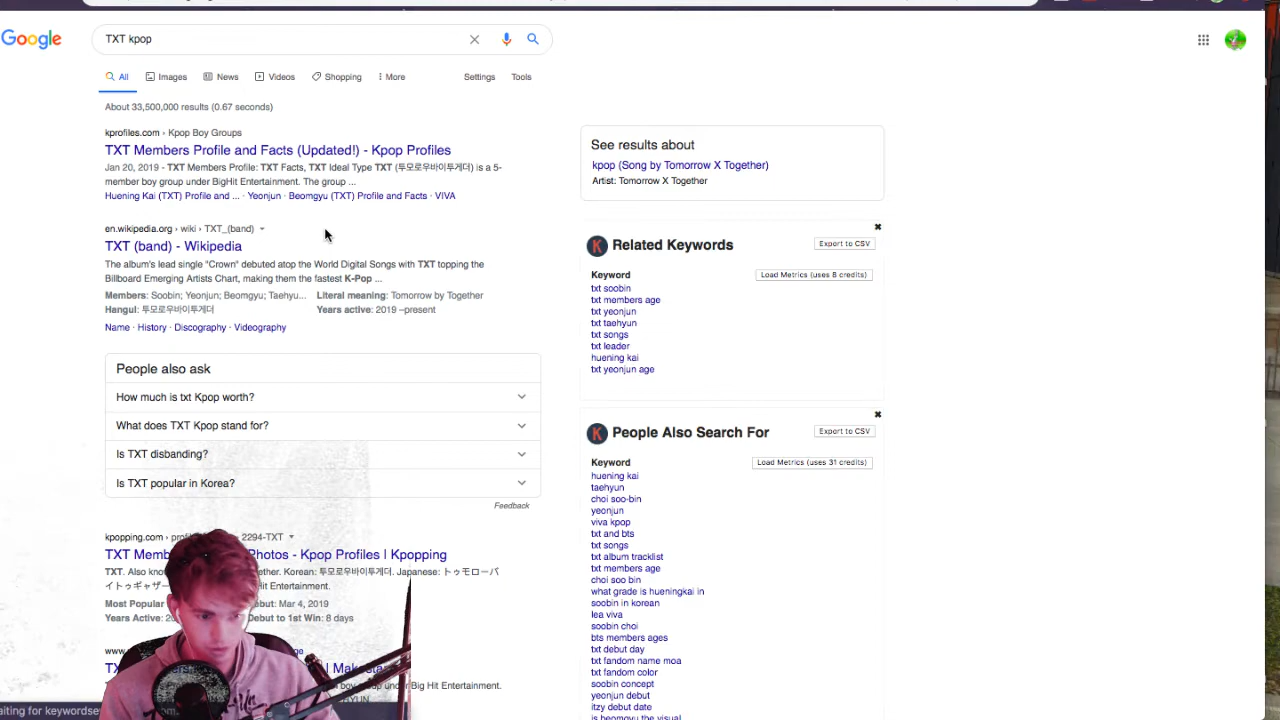 Google
TXT kpop
All
Images
News
Videos
Shopping
More
Settings
Tools
About 33,500,000 results (0.67 seconds)
kprofiles.com › Kpop Boy Groups
TXT Members Profile and Facts (Updated!) - Kpop Profiles
Jan 20, 2019 - TXT Members Profile: TXT Facts, TXT Ideal Type TXT (투모로우바이투게더) is a 5-
member boy group under BigHit Entertainment. The group ...
Huening Kai (TXT) Profile and ... · Yeonjun · Beomgyu (TXT) Profile and Facts · VIVA
en.wikipedia.org › wiki › TXT_(band)
TXT (band) - Wikipedia
The album's lead single "Crown" debuted atop the World Digital Songs with TXT topping the
Billboard Emerging Artists Chart, making them the fastest K-Pop ...
Members: Soobin; Yeonjun; Beomgyu; Taehyu...
Literal meaning: Tomorrow by Together
Hangul: 투모로우바이투게더
Years active: 2019 –present
Name · History · Discography · Videography
People also ask
How much is txt Kpop worth?
What does TXT Kpop stand for?
Is TXT disbanding?
Is TXT popular in Korea?
Feedback
kpopping.com › 2294-TXT
TXT Photos - Kpop Profiles | Kpopping
TXT. Also Korean: 투모로우바이투게더. Japanese: トゥモローバ
イトゥギャザー Hit Entertainment.
Most Popular Debut: Mar 4, 2019
Years Active: Debut to 1st Win: 8 days
under Big Hit Entertainment.
See results about
kpop (Song by Tomorrow X Together)
Artist: Tomorrow X Together
K Related Keywords
Export to CSV
Keyword
Load Metrics (uses 8 credits)
txt soobin
txt members age
txt yeonjun
txt taehyun
txt songs
txt leader
huening kai
txt yeonjun age
K People Also Search For
Export to CSV
Keyword
Load Metrics (uses 31 credits)
huening kai
taehyun
choi soo-bin
yeonjun
viva kpop
txt and bts
txt songs
txt album tracklist
txt members age
choi soo bin
what grade is hueningkai in
soobin in korean
lea viva
soobin choi
bts members ages
txt debut day
txt fandom name moa
txt fandom color
soobin concept
yeonjun debut
itzy debut date
is beomgyu the visual